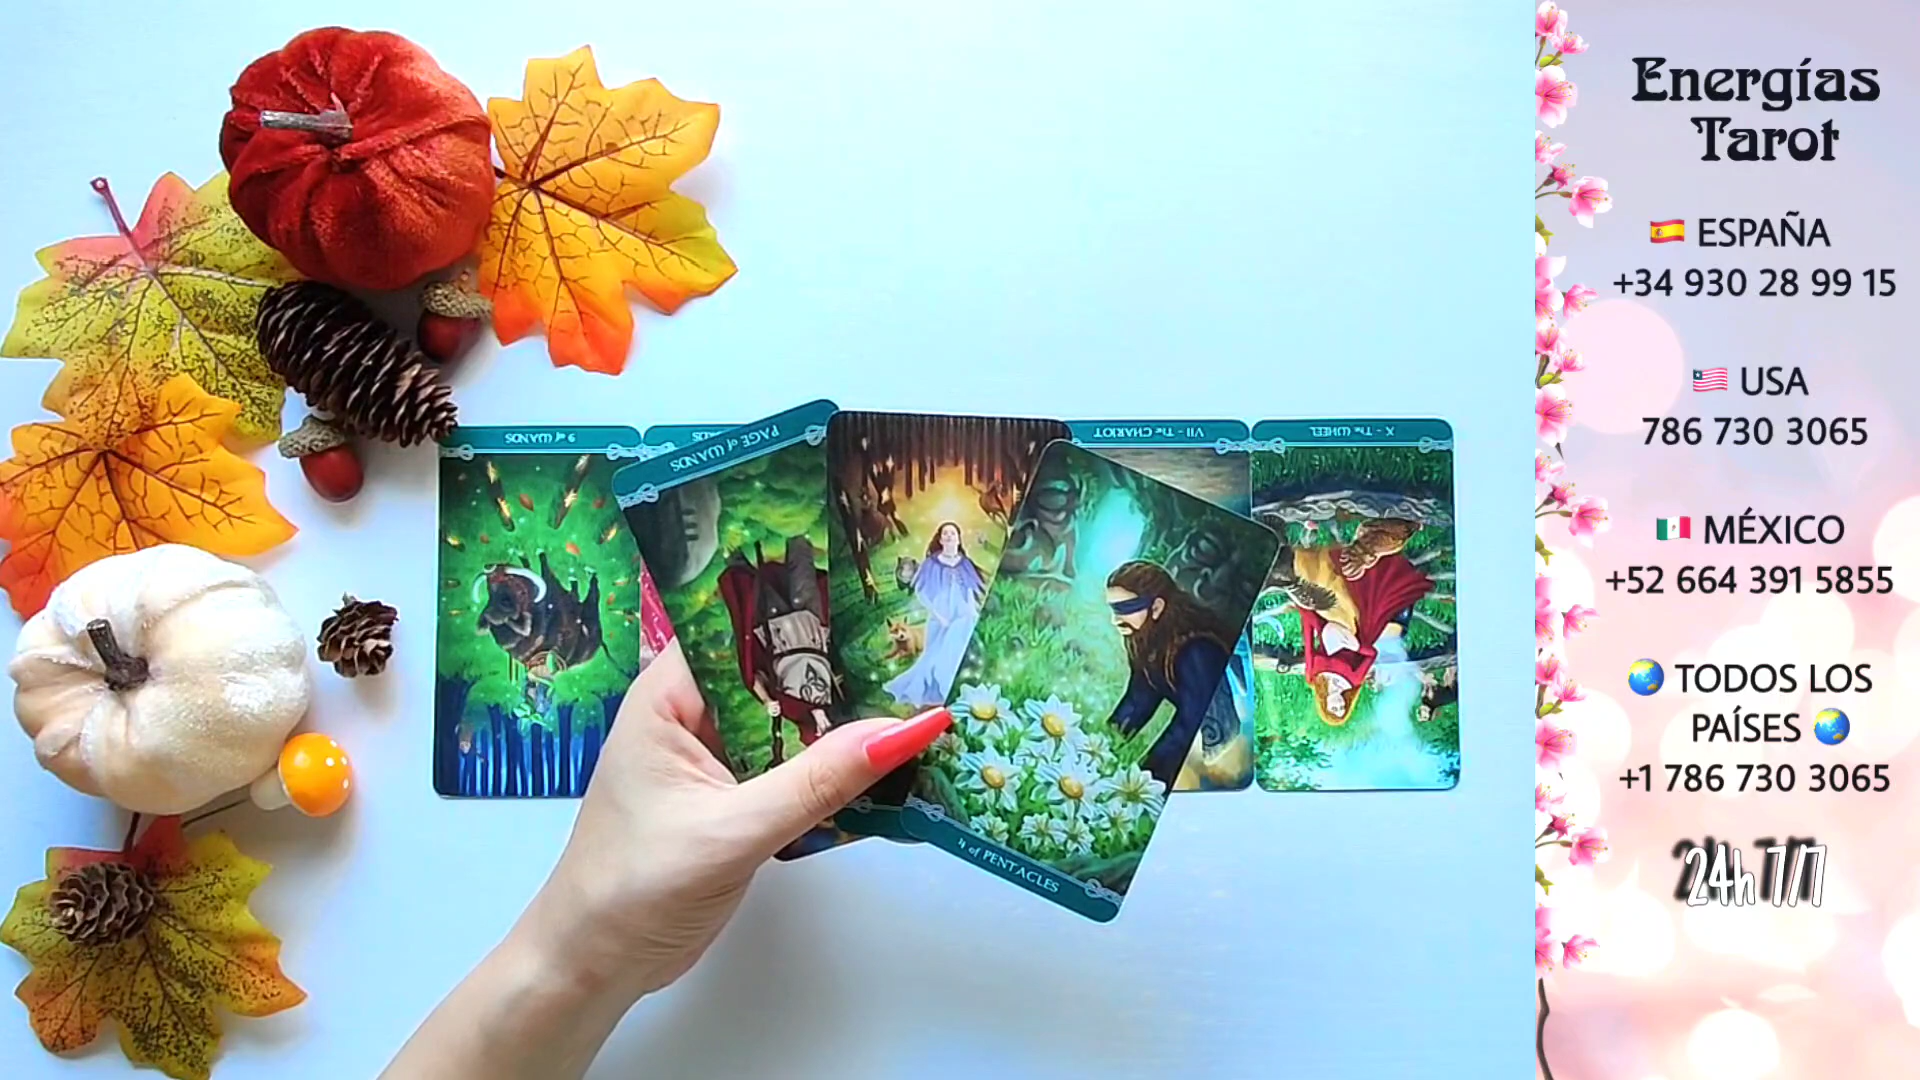 Energías
Tarot
ESPAÑA
+34 930 28 99 15
USA
786 730 3065
MÉXICO
+52 664 391 5855
TODOS LOS
PAÍSES
+1 786 730 3065
24h 7/7
9 of WANDS
PAGE of WANDS
VII - The CHARIOT
X - The WHEEL
4 of PENTACLES